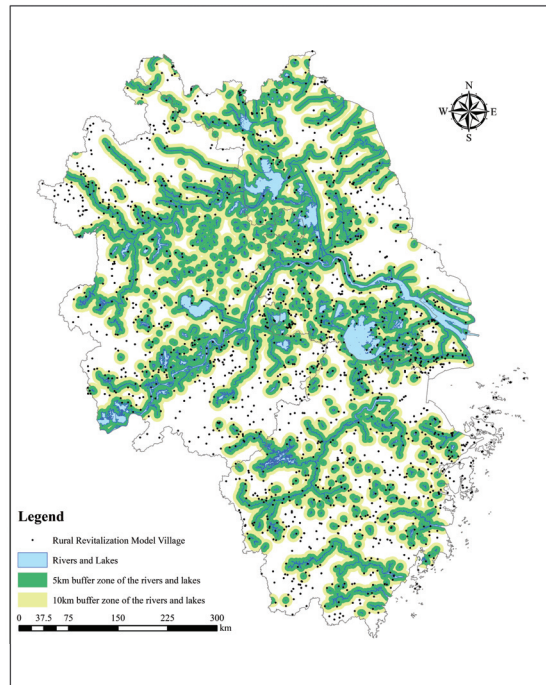 N
W E
S
Legend
Rural Revitalization Model Village
Rivers and Lakes
5km buffer zone of the rivers and lakes
10km buffer zone of the rivers and lakes
0 37.5 75 150 225 300
km